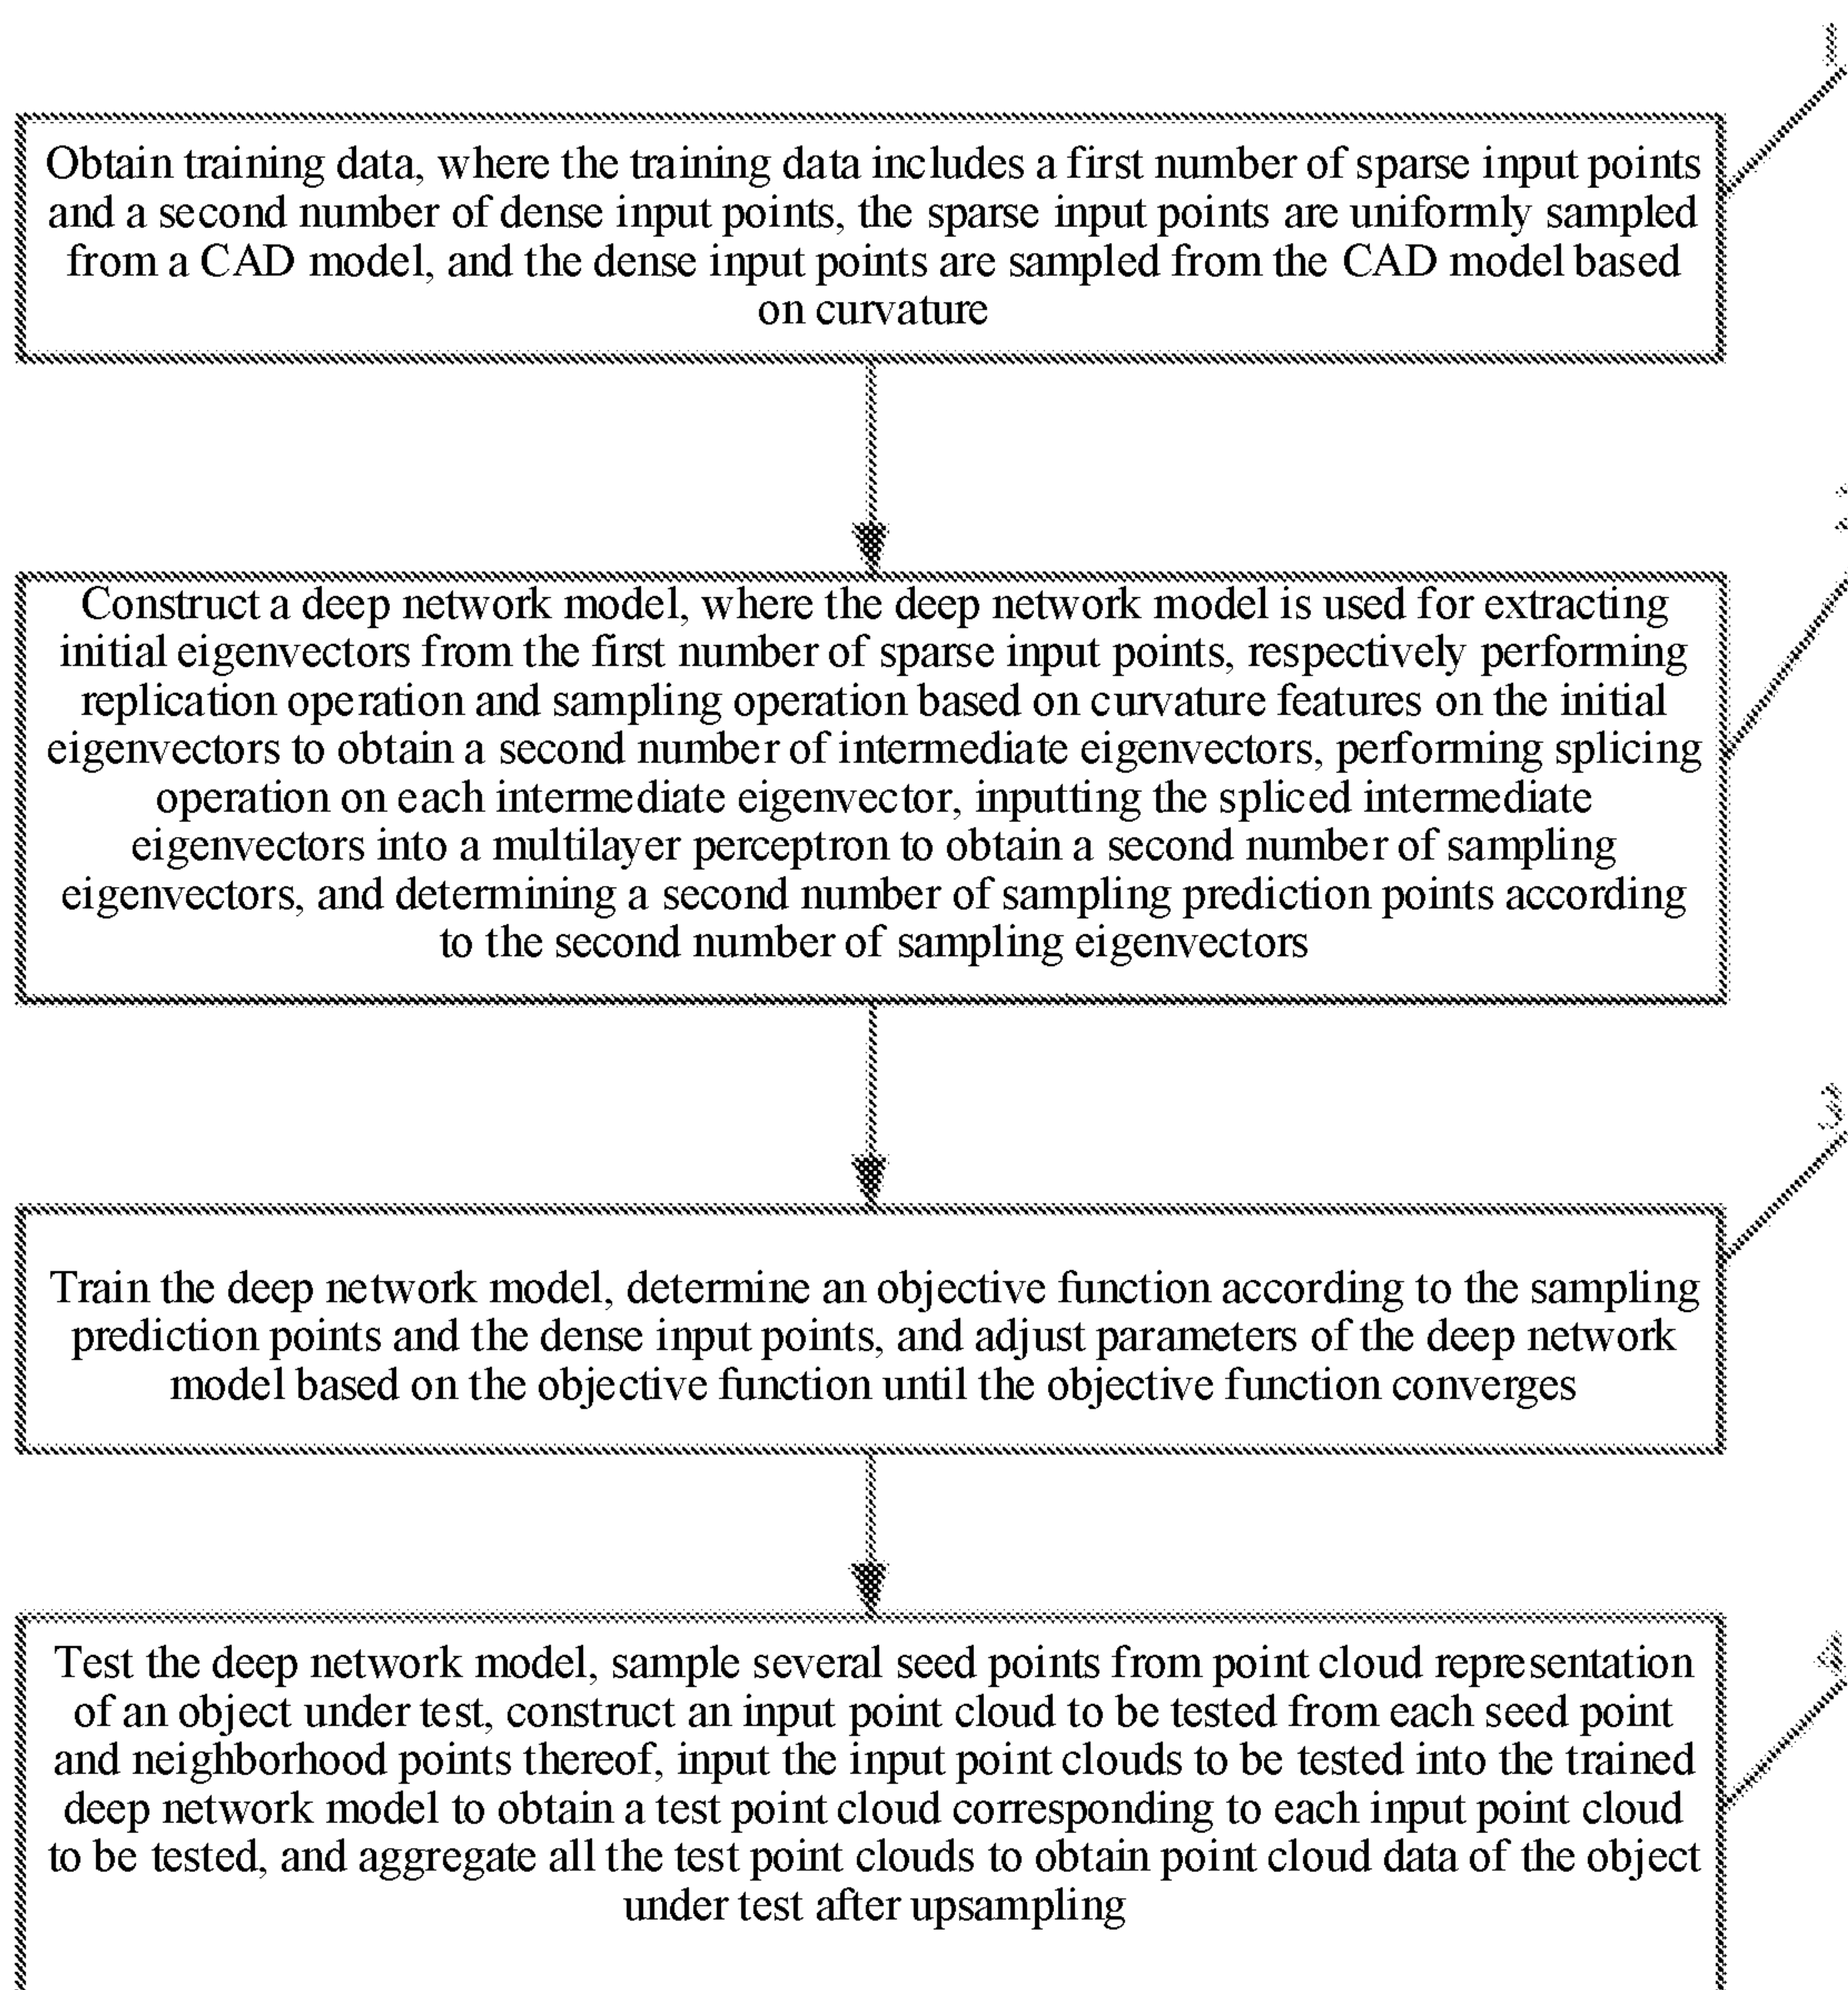 1
Obtain training data, where the training data includes a first number of sparse input points
and a second number of dense input points, the sparse input points are uniformly sampled
from a CAD model, and the dense input points are sampled from the CAD model based
on curvature
Construct a deep network model, where the deep network model is used for extracting
initial eigenvectors from the first number of sparse input points, respectively performing
replication operation and sampling operation based on curvature features on the initial
eigenvectors to obtain a second number of intermediate eigenvectors, performing splicing
operation on each intermediate eigenvector, inputting the spliced intermediate
eigenvectors into a multilayer perceptron to obtain a second number of sampling
eigenvectors, and determining a second number of sampling prediction points according
to the second number of sampling eigenvectors
3
Train the deep network model, determine an objective function according to the sampling
prediction points and the dense input points, and adjust parameters of the deep network
model based on the objective function until the objective function converges
4
Test the deep network model, sample several seed points from point cloud representation
of an object under test, construct an input point cloud to be tested from each seed point
and neighborhood points thereof, input the input point clouds to be tested into the trained
deep network model to obtain a test point cloud corresponding to each input point cloud
to be tested, and aggregate all the test point clouds to obtain point cloud data of the object
under test after upsampling